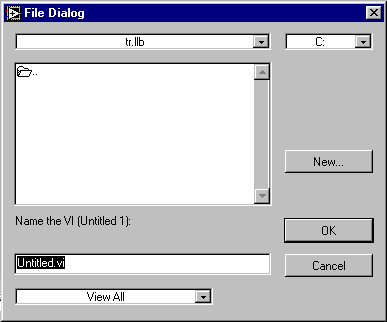 File Dialog
tr.llb
C:
..
New...
Name the VI (Untitled 1):
OK
Untitled.vi
Cancel
View All